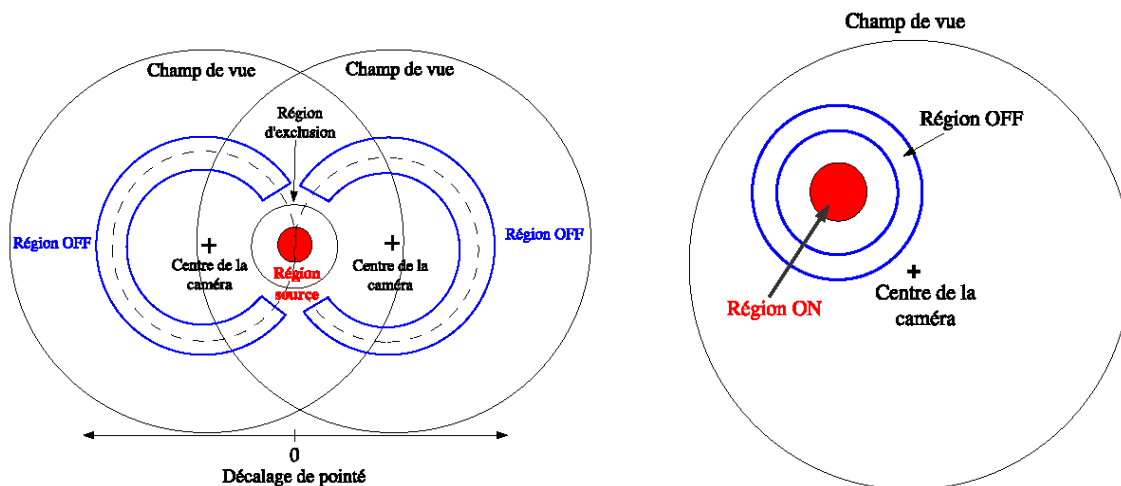 Champ de vue
Champ de vue
Région
d'exclusion
Région OFF
Région OFF
Centre de la
caméra
Région
source
Centre de la
caméra
0
Décalage de pointé
Champ de vue
Région OFF
Région ON
Centre de la
caméra